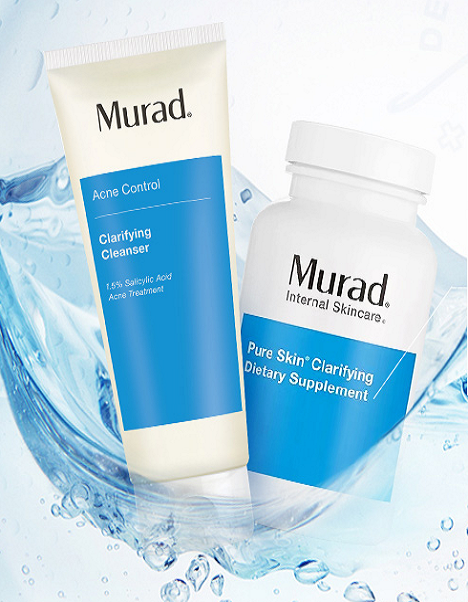 Murad.
Acne Control
Clarifying
Cleanser
1.5% Salicylic Acid
Acne Treatment
Murad.
Internal Skincare®
Pure Skin® Clarifying
Dietary Supplement